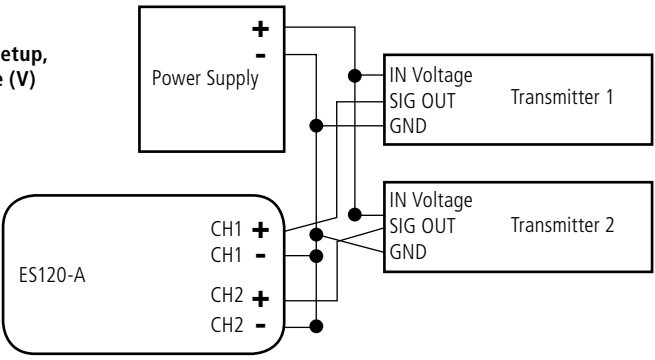 etup,
e (V)
+
-
Power Supply
IN Voltage
SIG OUT
GND
Transmitter 1
IN Voltage
SIG OUT
GND
Transmitter 2
ES120-A
CH1 +
CH1 -
CH2 +
CH2 -